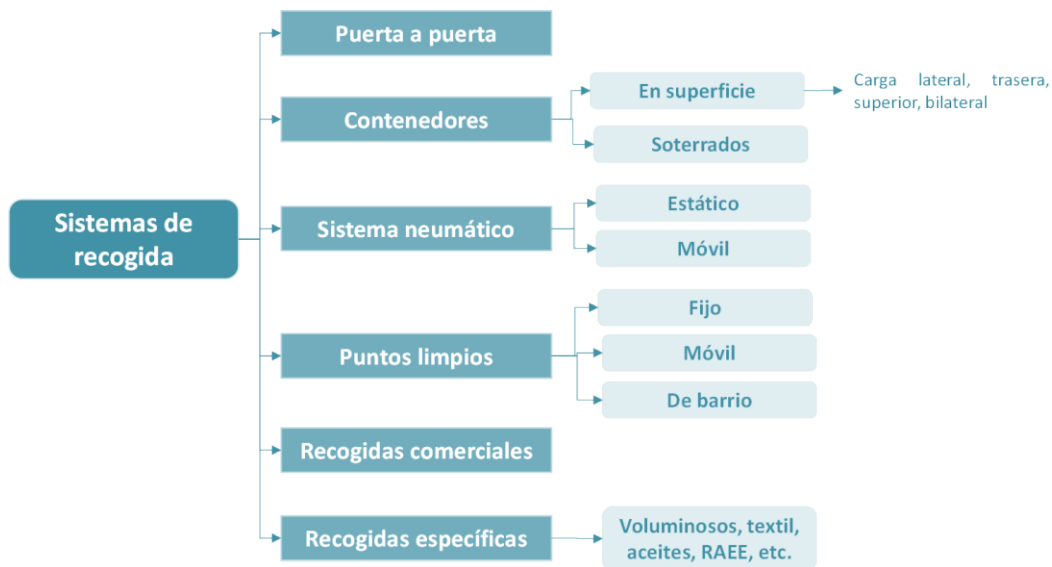 Sistemas de
recogida
Puerta a puerta
Contenedores
En superficie
Carga lateral, trasera,
superior, bilateral
Soterrados
Sistema neumático
Estático
Móvil
Puntos limpios
Fijo
Móvil
De barrio
Recogidas comerciales
Recogidas específicas
Voluminosos, textil,
aceites, RAEE, etc.